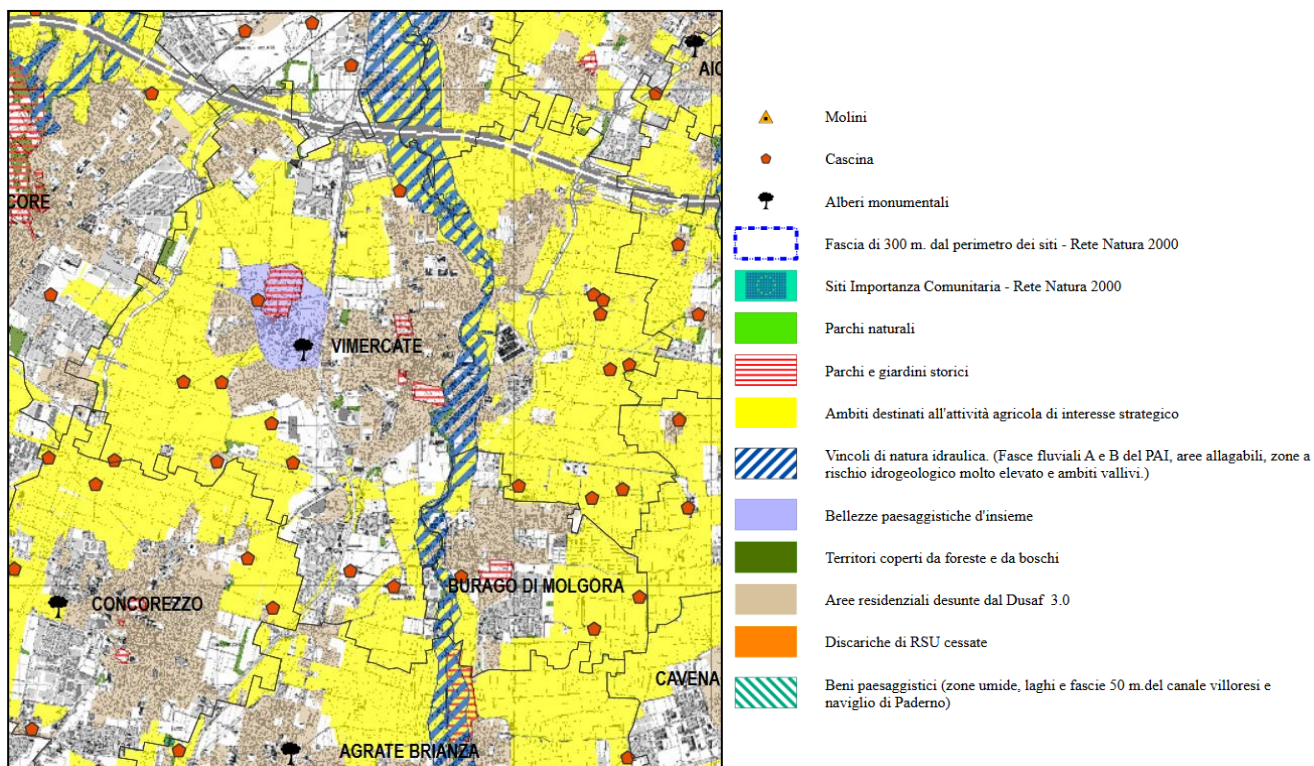 AIC
CORE
VIMERCATE
CONCOREZZO
BURAGO DI MOLGORA
CAVENA
AGRATE BRIANZA
Molini
Cascina
Alberi monumentali
Fascia di 300 m. dal perimetro dei siti - Rete Natura 2000
Siti Importanza Comunitaria - Rete Natura 2000
Parchi naturali
Parchi e giardini storici
Ambiti destinati all'attività agricola di interesse strategico
Vincoli di natura idraulica. (Fasce fluviali A e B del PAI, aree allagabili, zone a
rischio idrogeologico molto elevato e ambiti vallivi.)
Bellezze paesaggistiche d'insieme
Territori coperti da foreste e da boschi
Aree residenziali desunte dal Dusaf 3.0
Discariche di RSU cessate
Beni paesaggistici (zone umide, laghi e fascie 50 m.del canale villoresi e
naviglio di Paderno)